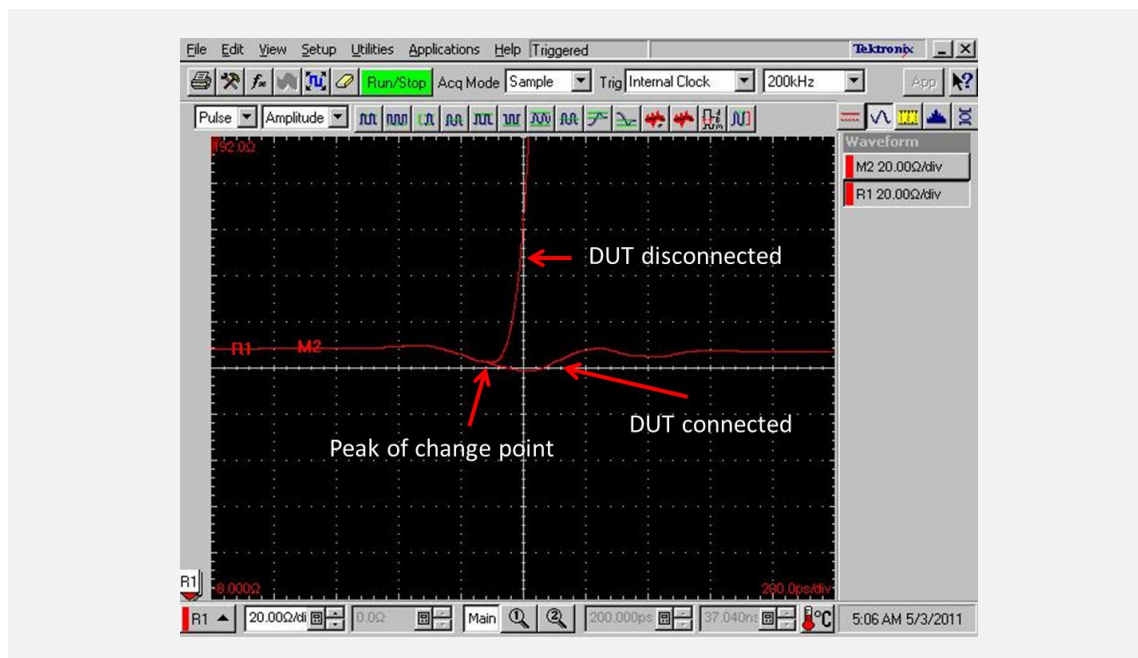 File Edit View Setup Utilities Applications Help Triggered Tektronix
Run/Stop Acq Mode Sample Trig Internal Clock 200kHz App
Pulse Amplitude
192.0Ω
Waveform
M2 20.00Ω/div
R1 20.00Ω/div
DUT disconnected
R1 M2
DUT connected
Peak of change point
R1
-8.000Ω
200.0ps/div
R1 20.00Ω/di 0.0Ω Main 1 2 200.000ps 37.040n °C 5:06 AM 5/3/2011